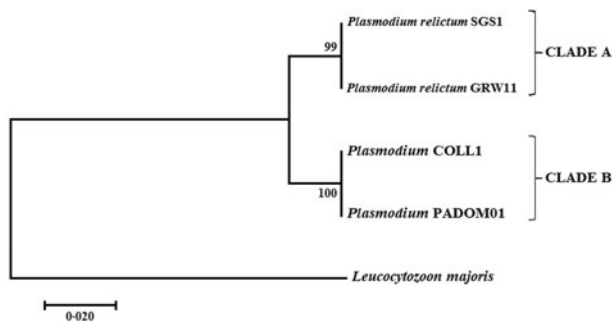 Plasmodium relictum SGS1
99
CLADE A
Plasmodium relictum GRW11
Plasmodium COLL1
CLADE B
100
Plasmodium PADOM01
Leucocytozoon majoris
0·020